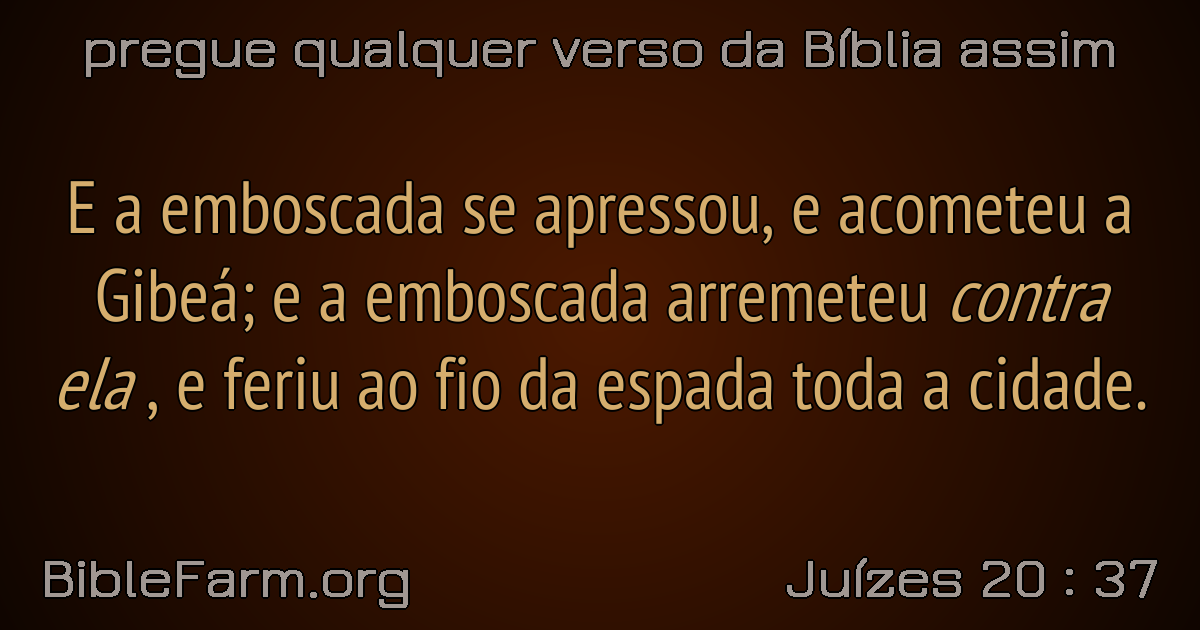 pregue qualquer verso da Bíblia assim
E a emboscada se apressou, e acometeu a
Gibeá; e a emboscada arremeteu contra
ela , e feriu ao fio da espada toda a cidade.
BibleFarm.org
Juízes 20 : 37